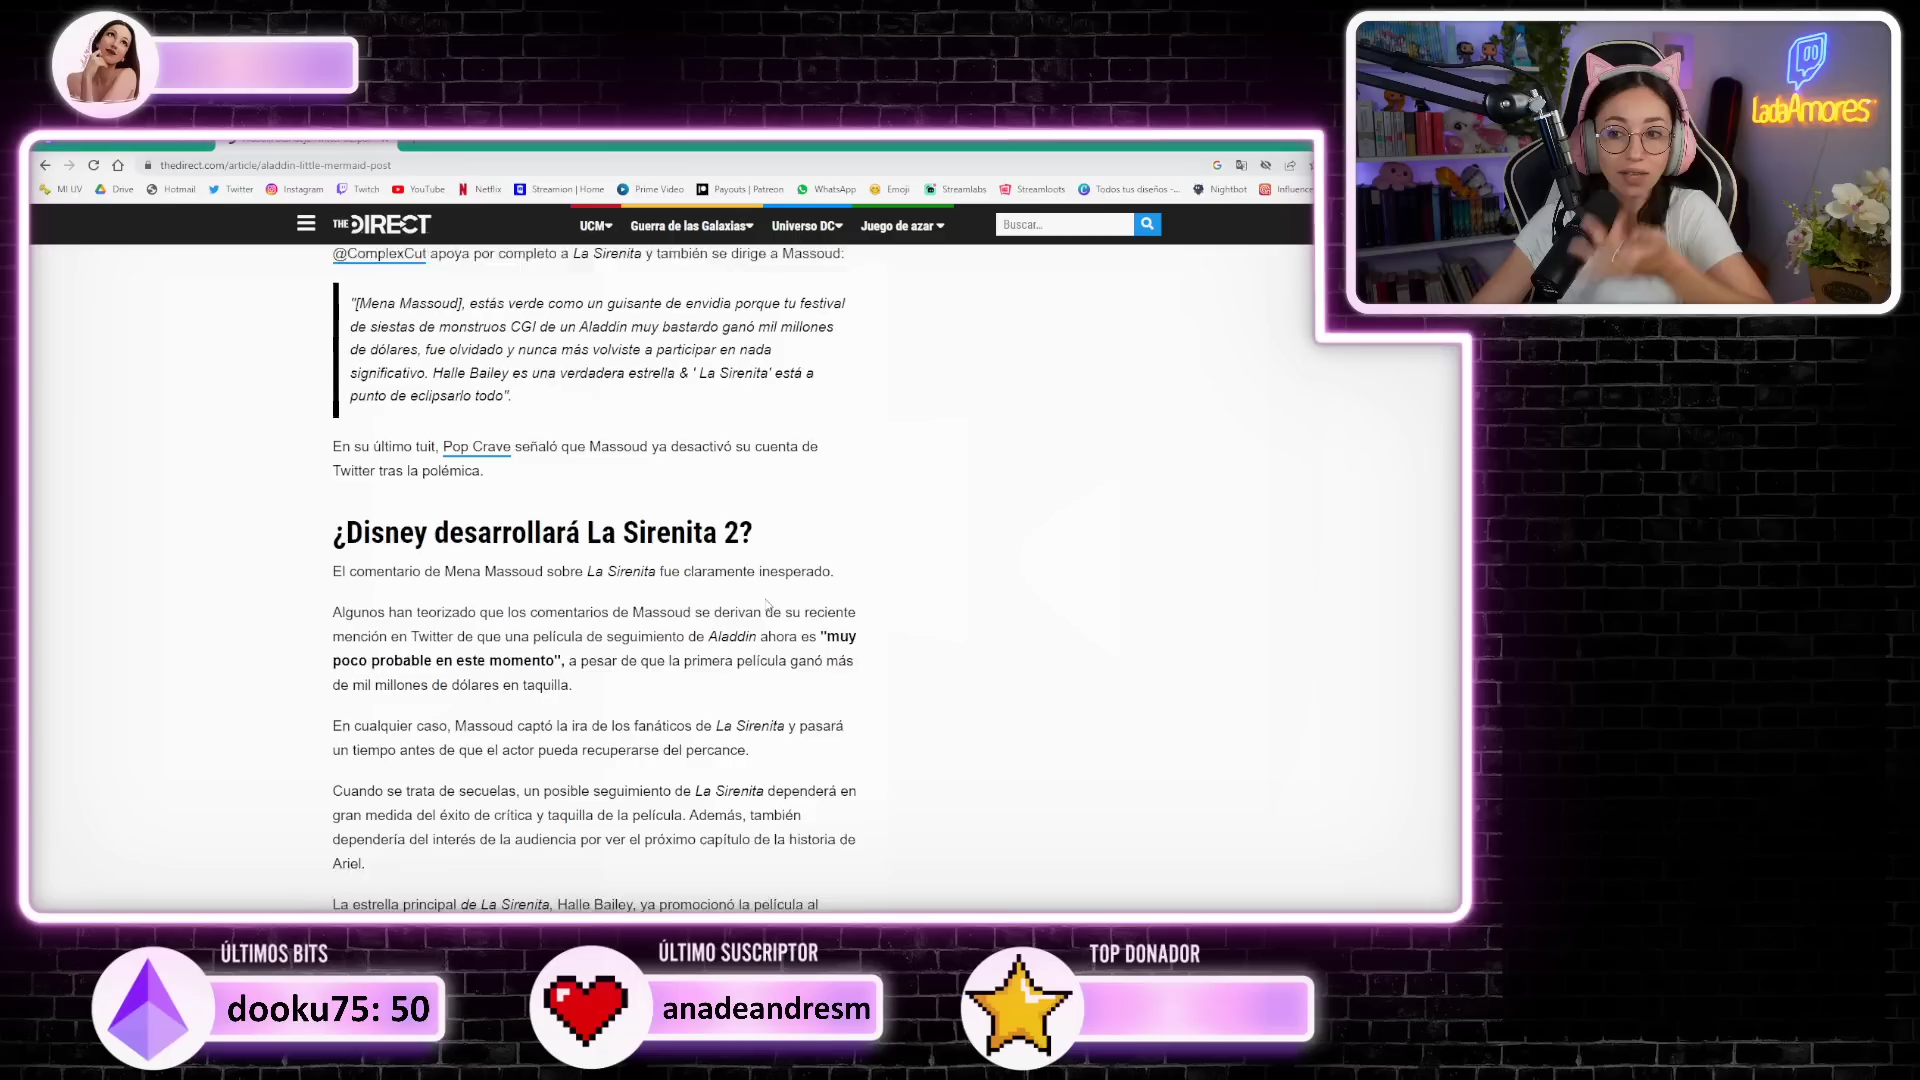 LadaAmores
thedirect.com/article/aladdin-little-mermaid-post
MI UV Drive Hotmail Twitter Instagram Twitch YouTube Netflix Streamion | Home Prime Video Payouts | Patreon WhatsApp Emoji Streamlabs Streamloots Todos tus diseños -... Nightbot Influence
THE DIRECT UCM Guerra de las Galaxias Universo DC Juego de azar Buscar...
@ComplexCut apoya por completo a La Sirenita y también se dirige a Massoud:
"[Mena Massoud], estás verde como un guisante de envidia porque tu festival
de siestas de monstruos CGI de un Aladdin muy bastardo ganó mil millones
de dólares, fue olvidado y nunca más volviste a participar en nada
significativo. Halle Bailey es una verdadera estrella & ' La Sirenita' está a
punto de eclipsarlo todo".
En su último tuit, Pop Crave señaló que Massoud ya desactivó su cuenta de
Twitter tras la polémica.
¿Disney desarrollará La Sirenita 2?
El comentario de Mena Massoud sobre La Sirenita fue claramente inesperado.
Algunos han teorizado que los comentarios de Massoud se derivan de su reciente
mención en Twitter de que una película de seguimiento de Aladdin ahora es "muy
poco probable en este momento", a pesar de que la primera película ganó más
de mil millones de dólares en taquilla.
En cualquier caso, Massoud captó la ira de los fanáticos de La Sirenita y pasará
un tiempo antes de que el actor pueda recuperarse del percance.
Cuando se trata de secuelas, un posible seguimiento de La Sirenita dependerá en
gran medida del éxito de crítica y taquilla de la película. Además, también
dependería del interés de la audiencia por ver el próximo capítulo de la historia de
Ariel.
La estrella principal de La Sirenita, Halle Bailey, ya promocionó la película al
ÚLTIMOS BITS
dooku75: 50
ÚLTIMO SUSCRIPTOR
anadeandresm
TOP DONADOR